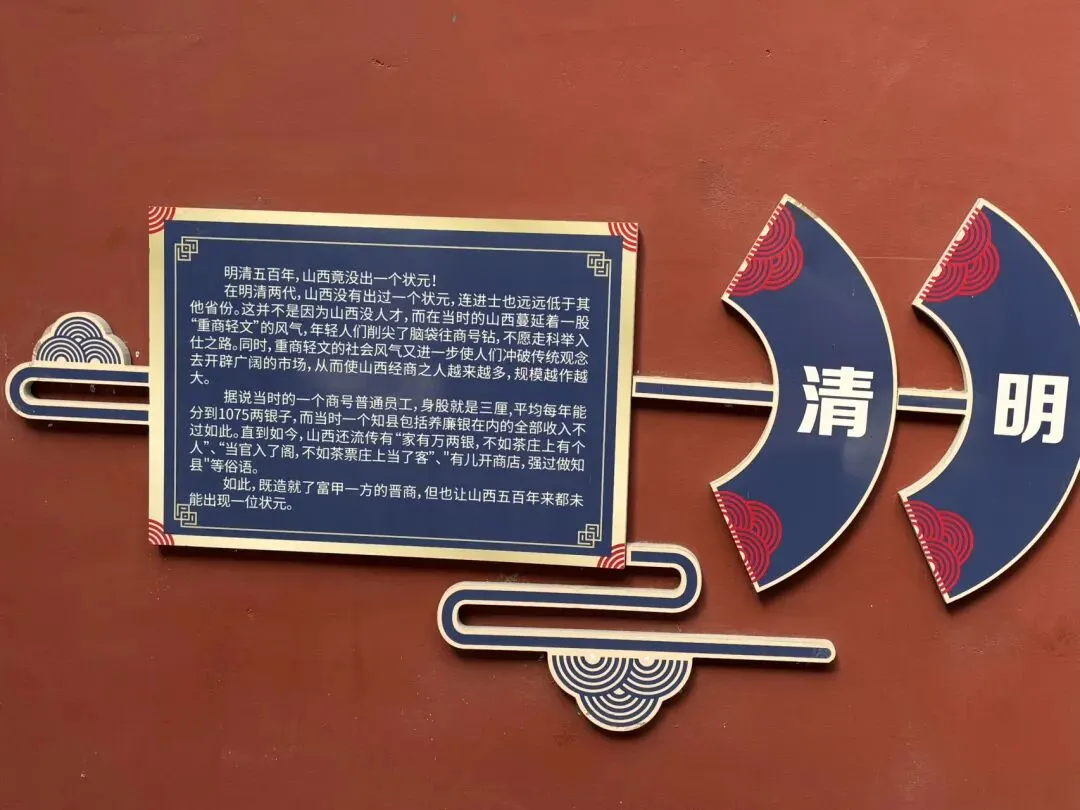 明清五百年，山西竟没出一个状元！
在明清两代，山西没有出过一个状元，连进士也远远低于其
他省份。这并不是因为山西没人才，而在当时的山西蔓延着一股
“重商轻文”的风气，年轻人们削尖了脑袋往商号钻，不愿走科举入
仕之路。同时，重商轻文的社会风气又进一步使人们冲破传统观念
去开辟广阔的市场，从而使山西经商之人越来越多，规模越作越
大。
据说当时的一个商号普通员工，身股就是三厘，平均每年能
分到1075两银子，而当时一个知县包括养廉银在内的全部收入不
过如此。直到如今，山西还流传有“家有万两银，不如茶庄上有个
人”、“当官入了阁，不如茶票庄上当了客”、"有儿开商店，强过做知
县"等俗语。
如此，既造就了富甲一方的晋商，但也让山西五百年来都未
能出现一位状元。
清
明